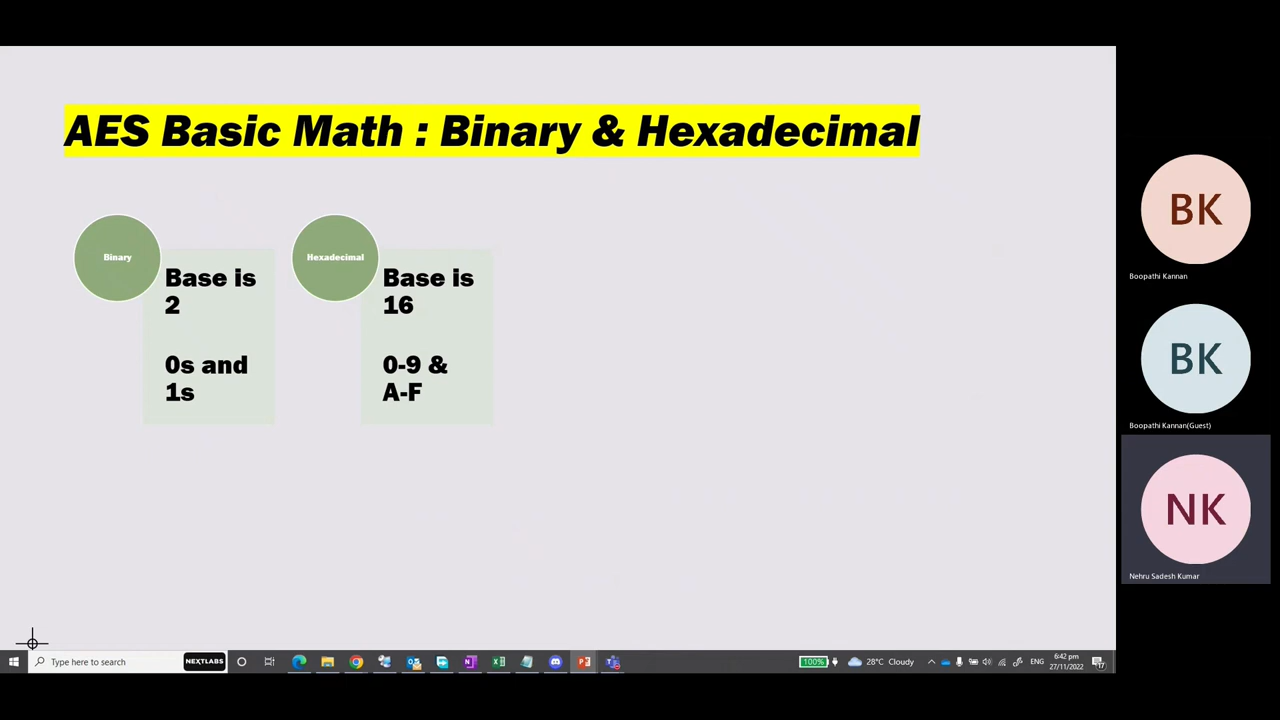 AES Basic Math : Binary & Hexadecimal
Binary
Base is
2
0s and
1s
Hexadecimal
Base is
16
0-9 &
A-F
BK
Boopathi Kannan
BK
Boopathi Kannan(Guest)
NK
Nehru Sadesh Kumar
Type here to search
NEXTLABS
100%
28°C Cloudy
ENG
6:42 pm
27/11/2022